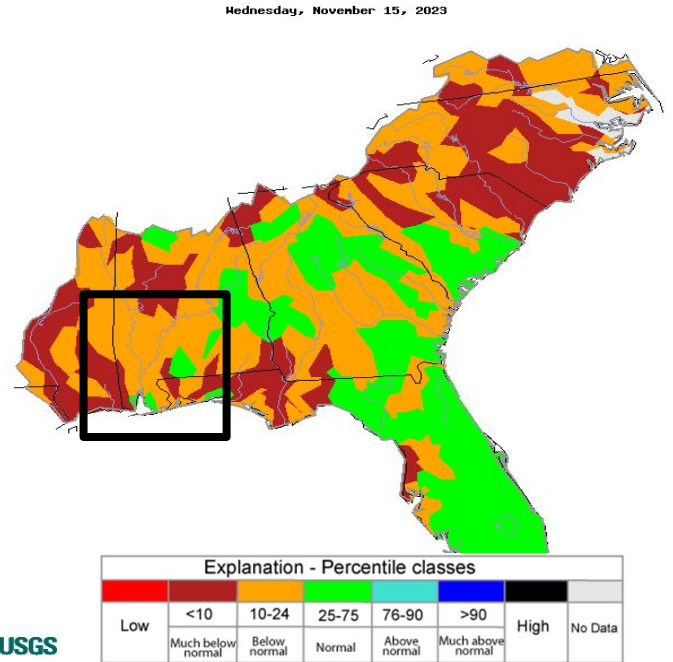 Wednesday, November 15, 2023
Explanation - Percentile classes
Low
<10
10-24
25-75
76-90
>90
High
No Data
Much below normal
Below normal
Normal
Above normal
Much above normal
USGS